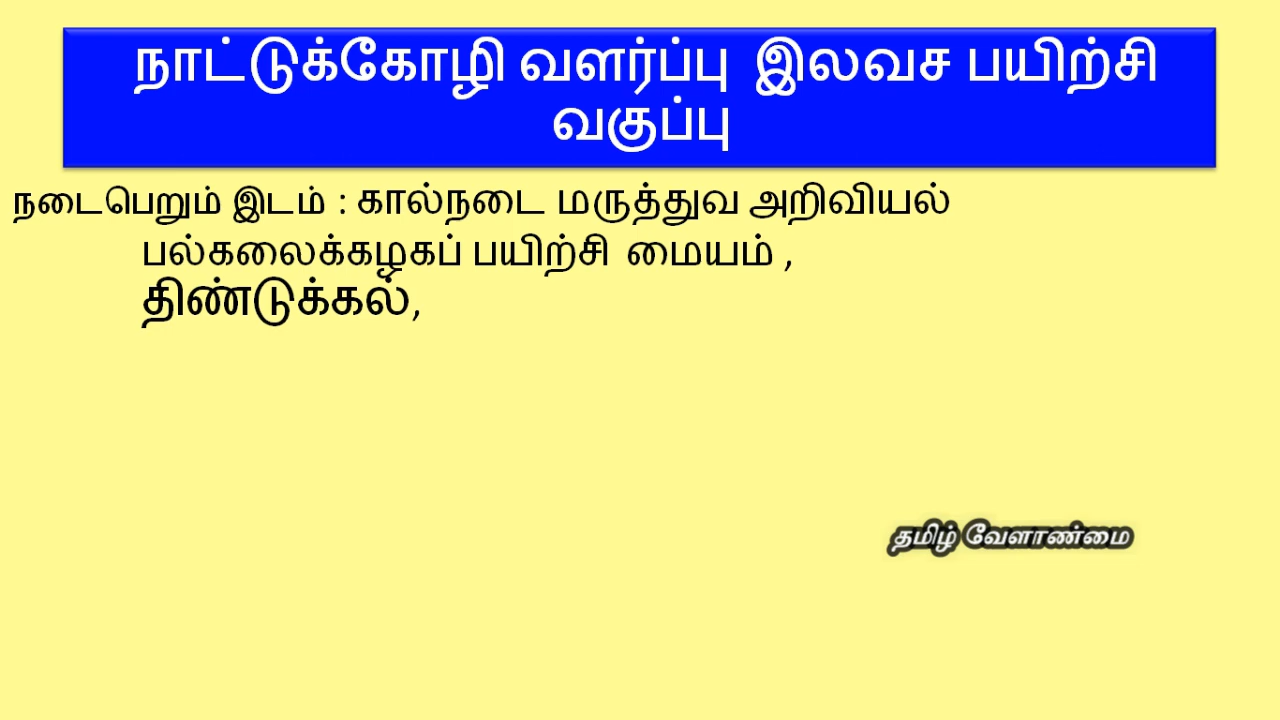 நாட்டுக்கோழி வளர்ப்பு இலவச பயிற்சி
வகுப்பு
நடைபெறும் இடம் : கால்நடை மருத்துவ அறிவியல்
பல்கலைக்கழகப் பயிற்சி மையம் ,
திண்டுக்கல்,
தமிழ் வேளாண்மை